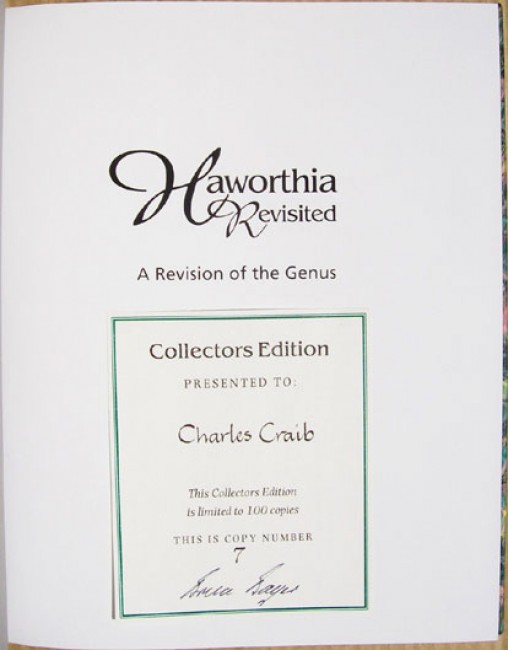 Haworthia
Revisited
A Revision of the Genus
Collectors Edition
PRESENTED TO:
Charles Craib
This Collectors Edition
is limited to 100 copies
THIS IS COPY NUMBER
7